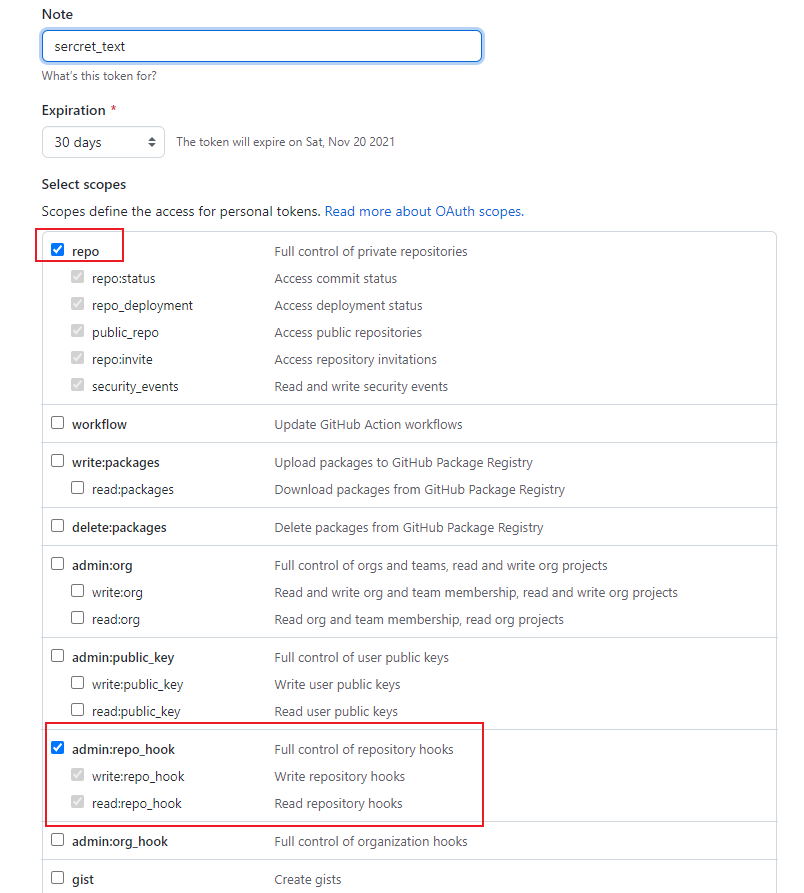 Note
sercret_text
What's this token for?
Expiration *
30 days The token will expire on Sat, Nov 20 2021
Select scopes
Scopes define the access for personal tokens. Read more about OAuth scopes.
repo Full control of private repositories
repo:status Access commit status
repo_deployment Access deployment status
public_repo Access public repositories
repo:invite Access repository invitations
security_events Read and write security events
workflow Update GitHub Action workflows
write:packages Upload packages to GitHub Package Registry
read:packages Download packages from GitHub Package Registry
delete:packages Delete packages from GitHub Package Registry
admin:org Full control of orgs and teams, read and write org projects
write:org Read and write org and team membership, read and write org projects
read:org Read org and team membership, read org projects
admin:public_key Full control of user public keys
write:public_key Write user public keys
read:public_key Read user public keys
admin:repo_hook Full control of repository hooks
write:repo_hook Write repository hooks
read:repo_hook Read repository hooks
admin:org_hook Full control of organization hooks
gist Create gists